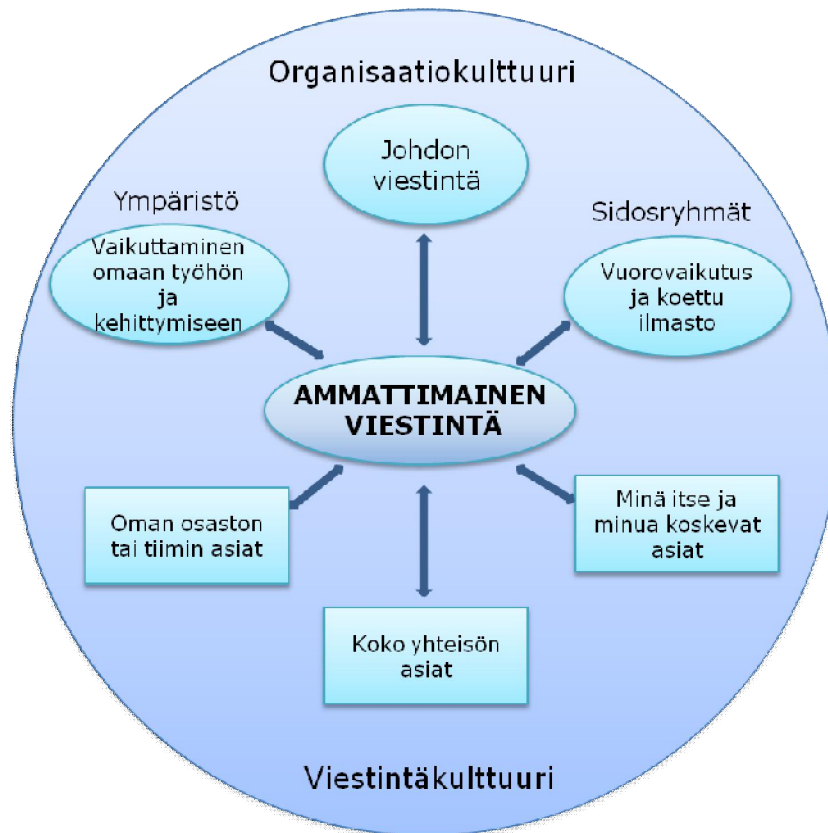 Organisaatiokulttuuri
Johdon
viestintä
Ympäristö
Vaikuttaminen
omaan työhön
ja
kehittymiseen
Sidosryhmät
Vuorovaikutus
ja koettu
ilmasto
AMMATTIMAINEN
VIESTINTÄ
Oman osaston
tai tiimin asiat
Minä itse ja
minua koskevat
asiat
Koko yhteisön
asiat
Viestintäkulttuuri